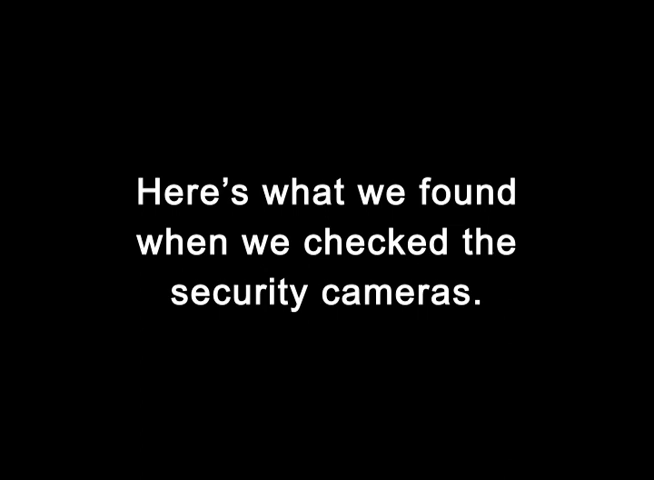 Here’s what we found
when we checked the
security cameras.